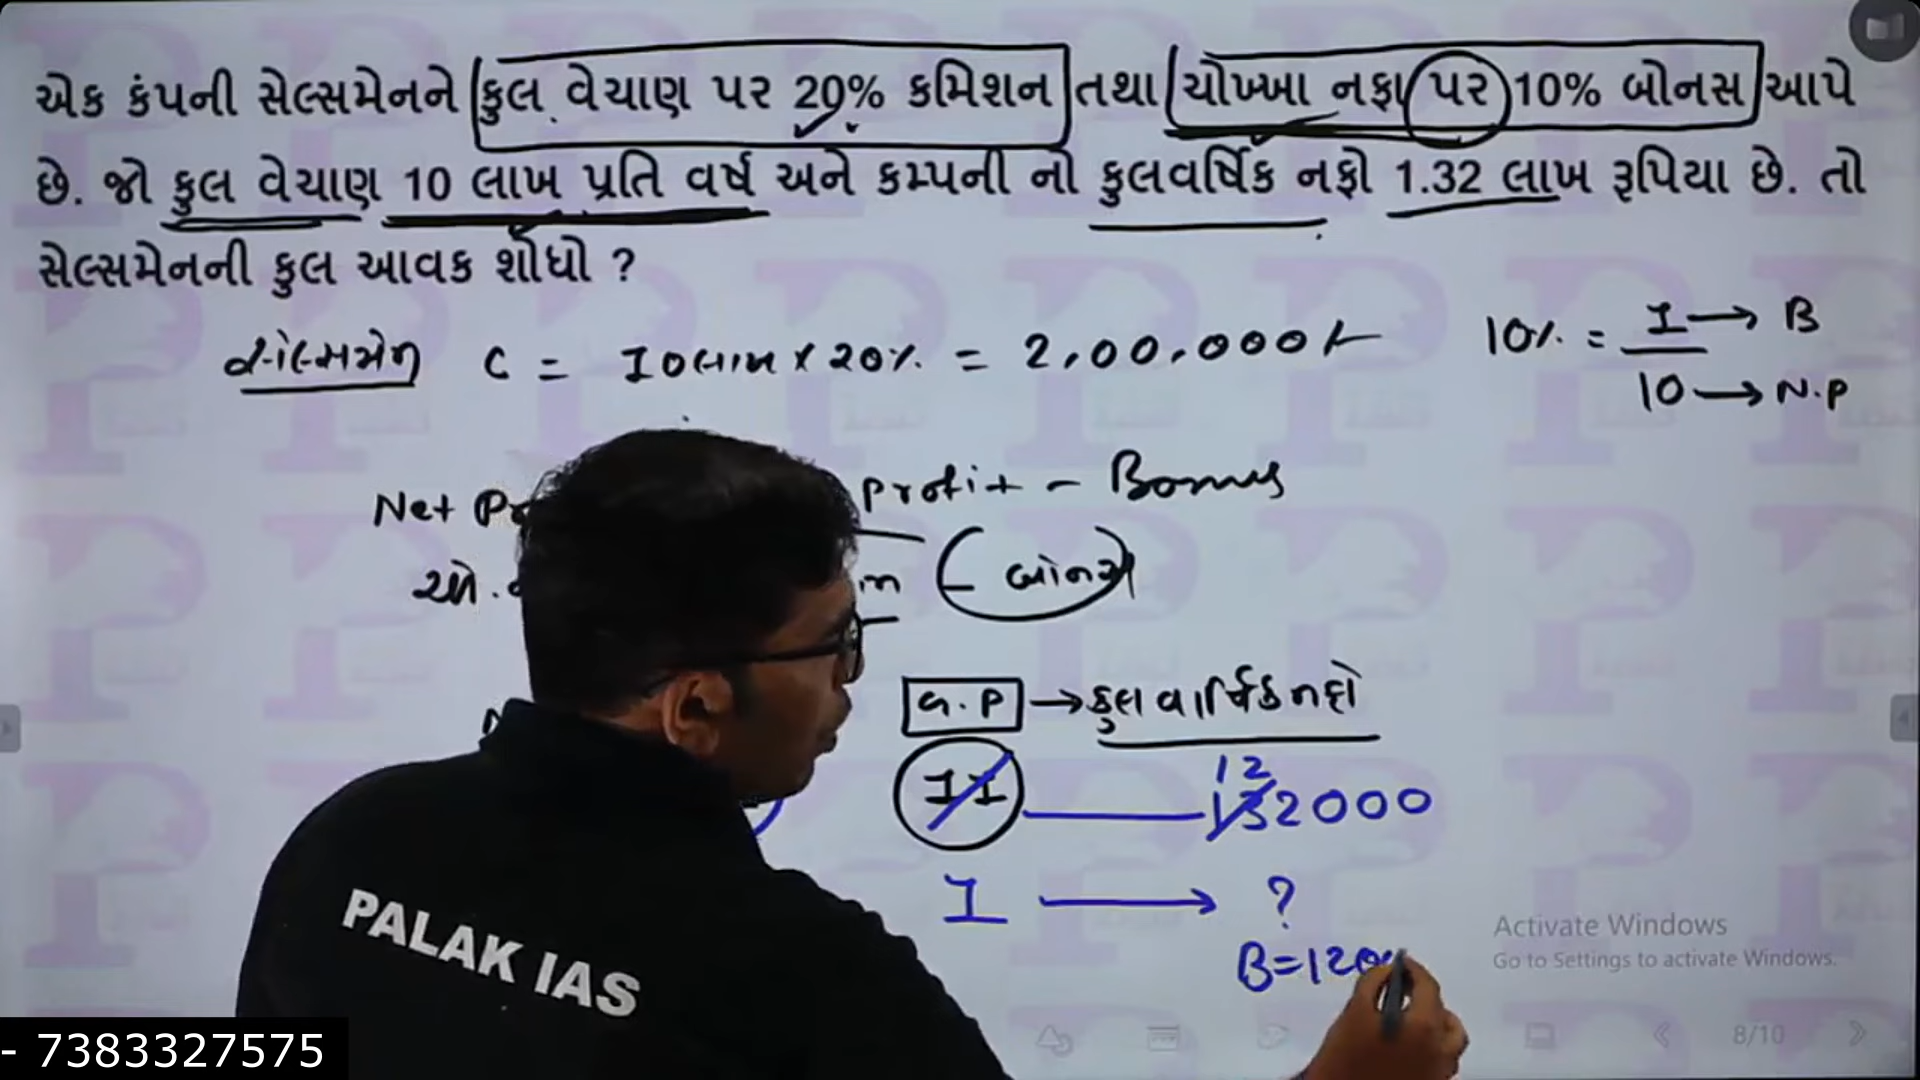 એક કંપની સેલ્સમેનને કુલ વેચાણ પર 20% કમિશન તથા ચોખ્ખા નફા પર 10% બોનસ આપે
છે. જો કુલ વેચાણ 10 લાખ પ્રતિ વર્ષ અને કમ્પની નો કુલવર્ષિક નફો 1.32 લાખ રૂપિયા છે. તો
સેલ્સમેનની કુલ આવક શોધો ?
સેલ્સમેન C = 10લાખ × 20% = 2,00,000/-
10% = 1 → B
10 → N.P
Net Profit - Bonus
ચો. - બોનસ
G.P → કુલ વાર્ષિક નફો
12
11 132000
1 → ?
B=120
PALAK IAS
Activate Windows
Go to Settings to activate Windows.
8/10
- 7383327575